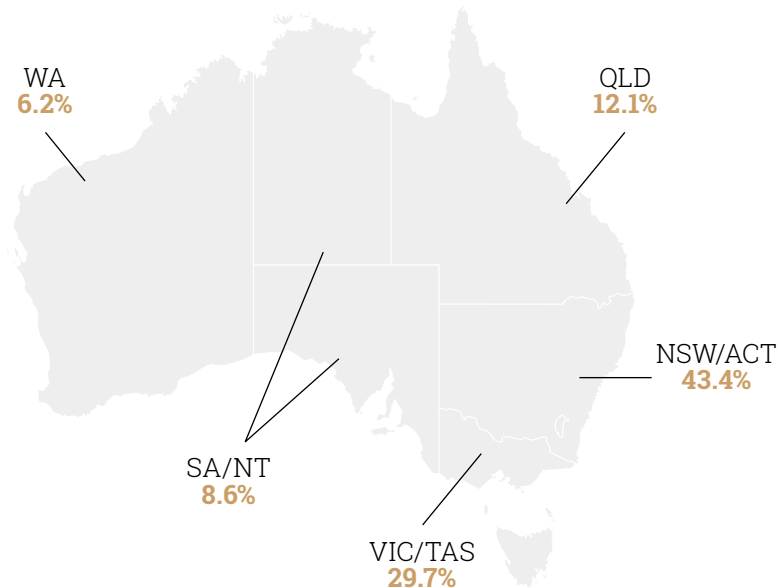 WA
6.2%
QLD
12.1%
NSW/ACT
43.4%
SA/NT
8.6%
VIC/TAS
29.7%